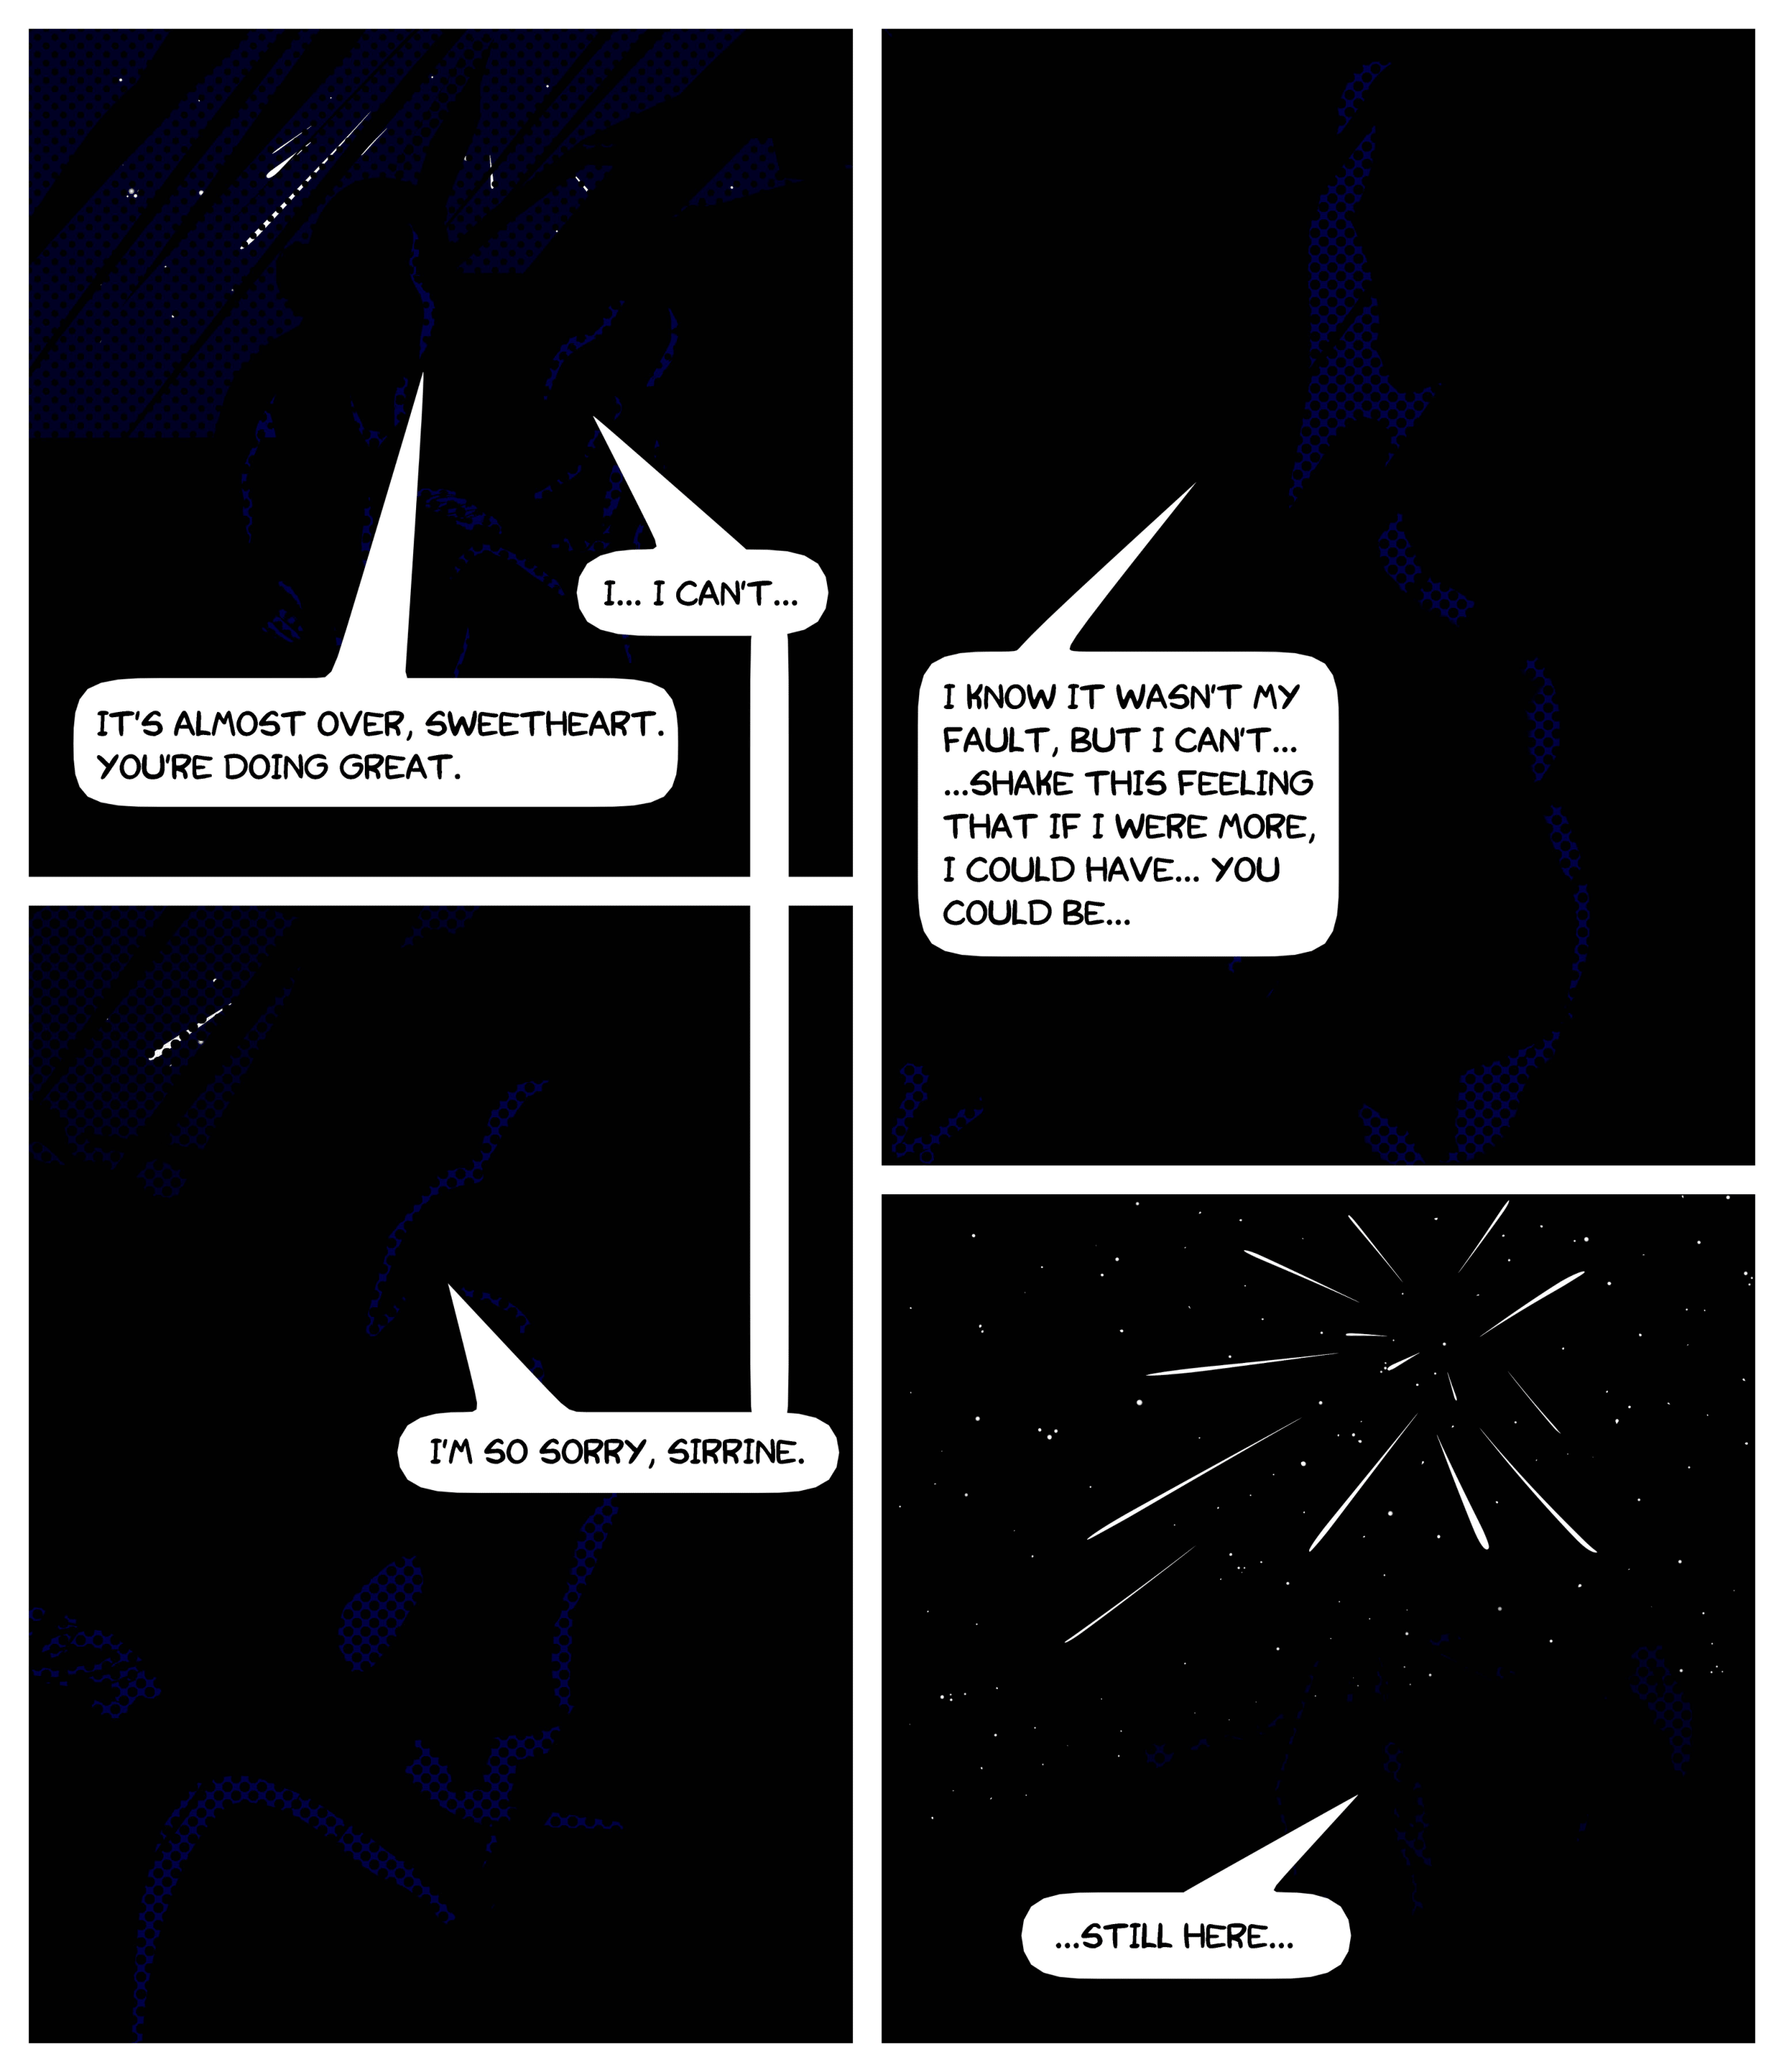 I... I CAN'T...
IT'S ALMOST OVER, SWEETHEART.
YOU'RE DOING GREAT.
I'M SO SORRY, SIRRINE.
I KNOW IT WASN'T MY
FAULT, BUT I CAN'T...
...SHAKE THIS FEELING
THAT IF I WERE MORE,
I COULD HAVE... YOU
COULD BE...
...STILL HERE...